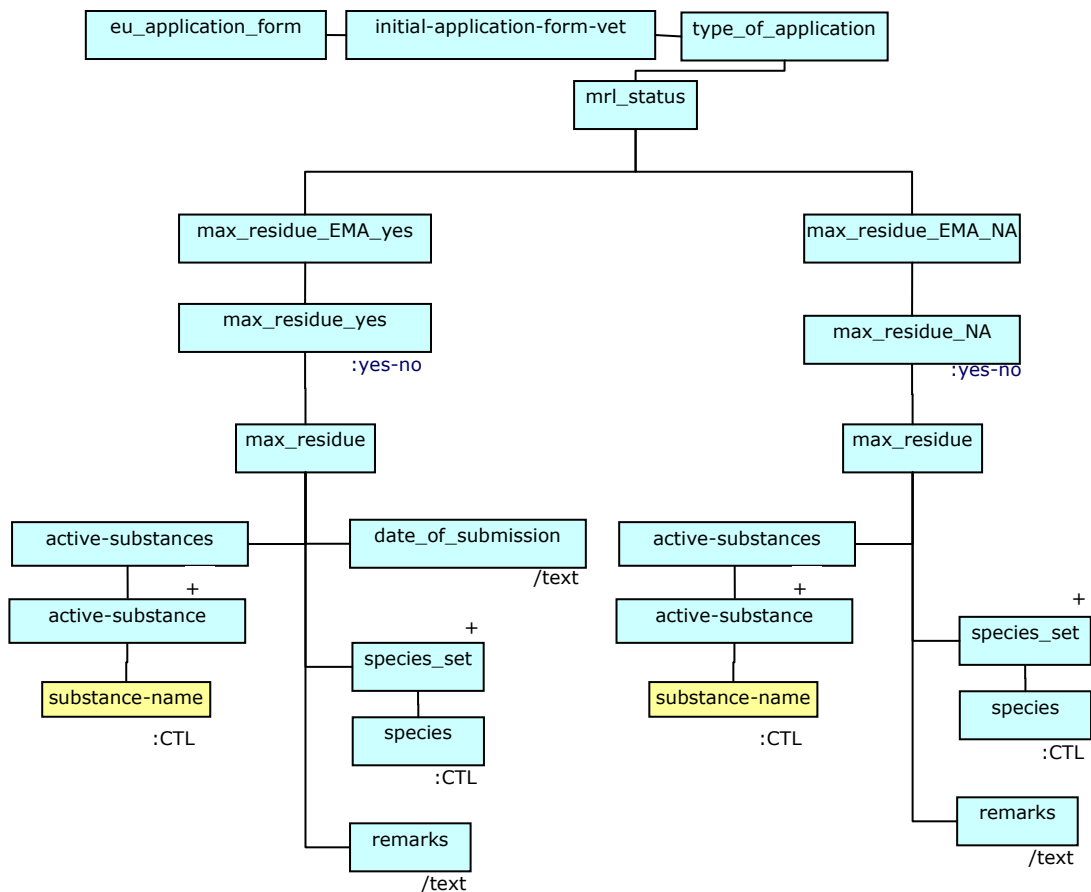 eu_application_form
initial-application-form-vet
type_of_application
mrl_status
max_residue_EMA_yes
max_residue_EMA_NA
max_residue_yes
:yes-no
max_residue_NA
:yes-no
max_residue
max_residue
active-substances
date_of_submission
/text
active-substances
+
active-substance
+
active-substance
+
species_set
+
species_set
substance-name
:CTL
species
:CTL
substance-name
:CTL
species
:CTL
remarks
/text
remarks
/text